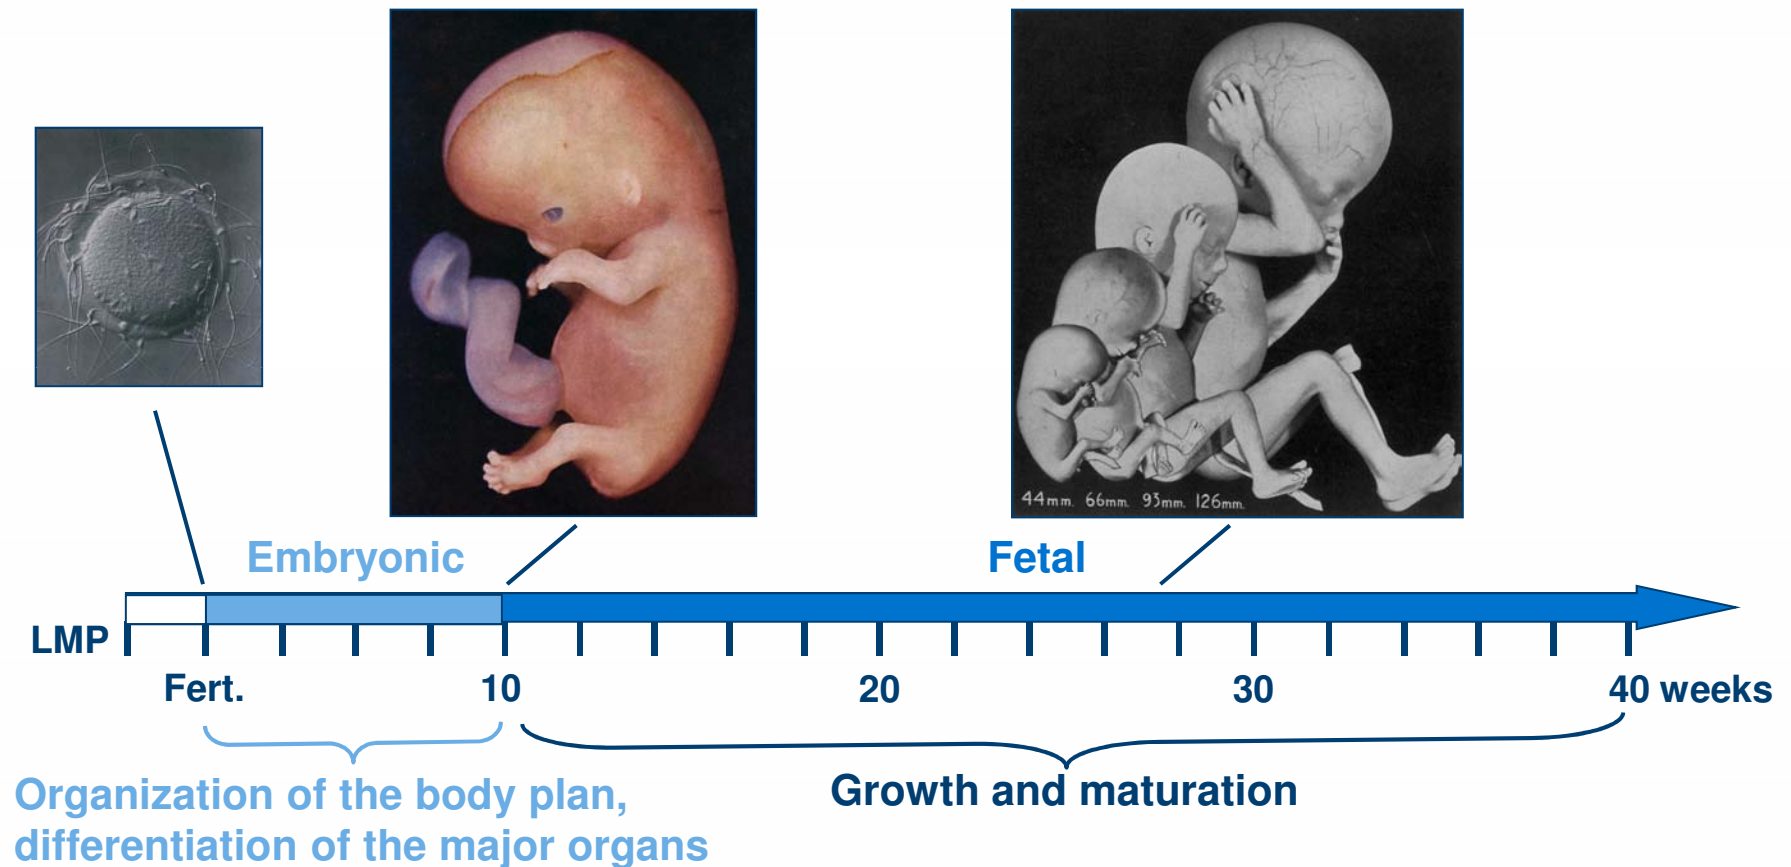 44mm. 66mm. 93mm. 126mm.
Embryonic
Fetal
LMP
Fert.
10
20
30
40 weeks
Organization of the body plan,
differentiation of the major organs
Growth and maturation